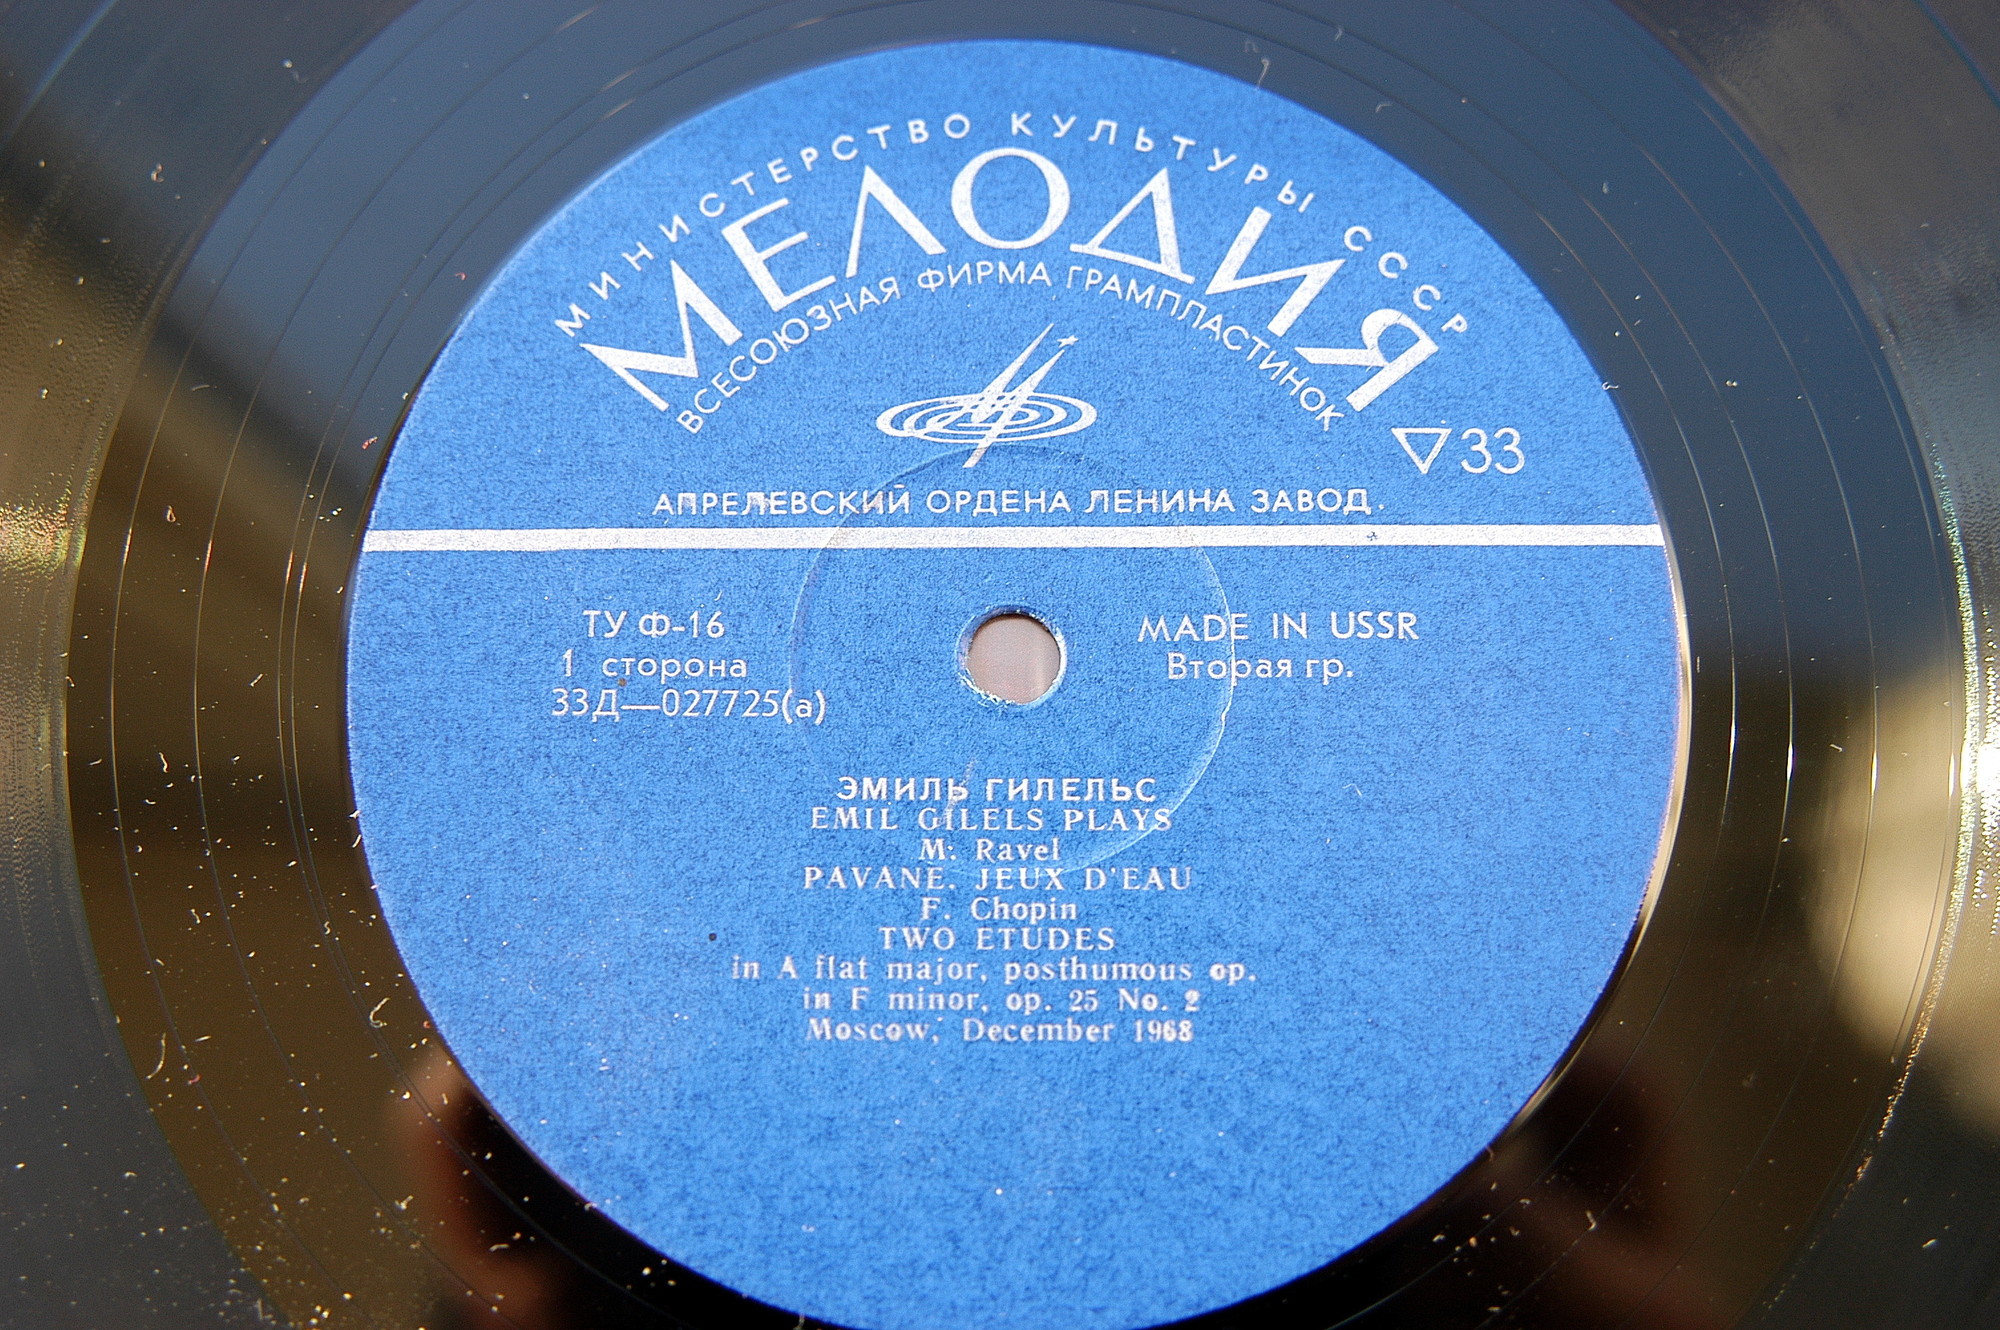 МИНИСТЕРСТВО КУЛЬТУРЫ СССР
МЕЛОДИЯ
ВСЕСОЮЗНАЯ ФИРМА ГРАМПЛАСТИНОК
33
АПРЕЛЕВСКИЙ ОРДЕНА ЛЕНИНА ЗАВОД.
ТУ Ф-16
1 сторона
33Д—027725(а)
MADE IN USSR
Вторая гр.
ЭМИЛЬ ГИЛЕЛЬС
EMIL GILELS PLAYS
M: Ravel
PAVANE. JEUX D'EAU
F. Chopin
TWO ETUDES
in A flat major, posthumous op.
in F minor, op. 25 No. 2
Moscow, December 1968